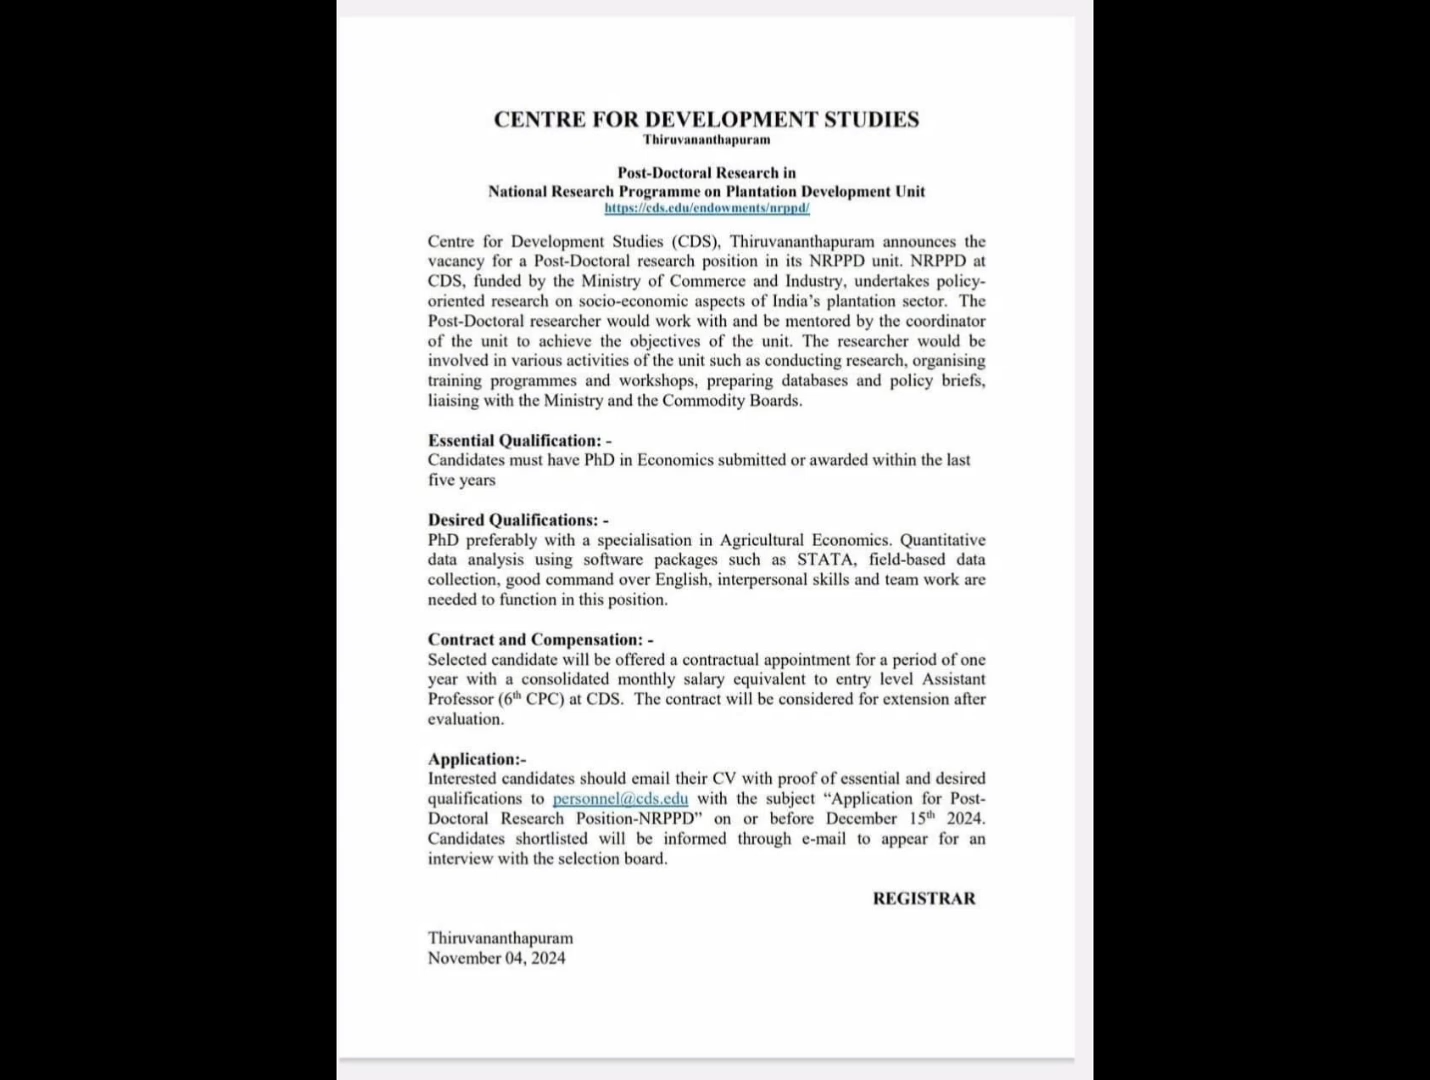 CENTRE FOR DEVELOPMENT STUDIES
Thiruvananthapuram
Post-Doctoral Research in
National Research Programme on Plantation Development Unit
https://cds.edu/endowments/nrppd/
Centre for Development Studies (CDS), Thiruvananthapuram announces the
vacancy for a Post-Doctoral research position in its NRPPD unit. NRPPD at
CDS, funded by the Ministry of Commerce and Industry, undertakes policy-
oriented research on socio-economic aspects of India's plantation sector. The
Post-Doctoral researcher would work with and be mentored by the coordinator
of the unit to achieve the objectives of the unit. The researcher would be
involved in various activities of the unit such as conducting research, organising
training programmes and workshops, preparing databases and policy briefs,
liaising with the Ministry and the Commodity Boards.
Essential Qualification: -
Candidates must have PhD in Economics submitted or awarded within the last
five years
Desired Qualifications: -
PhD preferably with a specialisation in Agricultural Economics. Quantitative
data analysis using software packages such as STATA, field-based data
collection, good command over English, interpersonal skills and team work are
needed to function in this position.
Contract and Compensation: -
Selected candidate will be offered a contractual appointment for a period of one
year with a consolidated monthly salary equivalent to entry level Assistant
Professor (6th CPC) at CDS. The contract will be considered for extension after
evaluation.
Application:-
Interested candidates should email their CV with proof of essential and desired
qualifications to personnel@cds.edu with the subject "Application for Post-
Doctoral Research Position-NRPPD" on or before December 15th 2024.
Candidates shortlisted will be informed through e-mail to appear for an
interview with the selection board.
REGISTRAR
Thiruvananthapuram
November 04, 2024